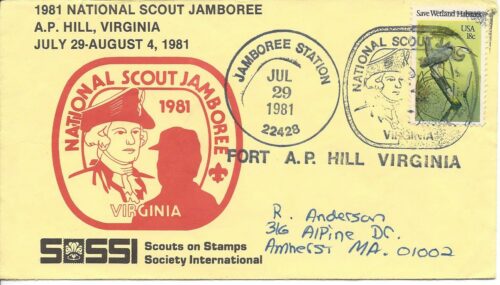 1981 NATIONAL SCOUT JAMBOREE
A.P. HILL, VIRGINIA
JULY 29-AUGUST 4, 1981
NATIONAL SCOUT JAMBOREE
1981
VIRGINIA
SOSSI
Scouts on Stamps
Society International
JAMBOREE STATION
JUL
29
1981
22428
NATIONAL SCOUT
VIRGINIA
Save Wetland Habitats
USA
18c
FORT A.P. HILL VIRGINIA
R. Anderson
316 Alpine Dr.
Amherst MA. 01002